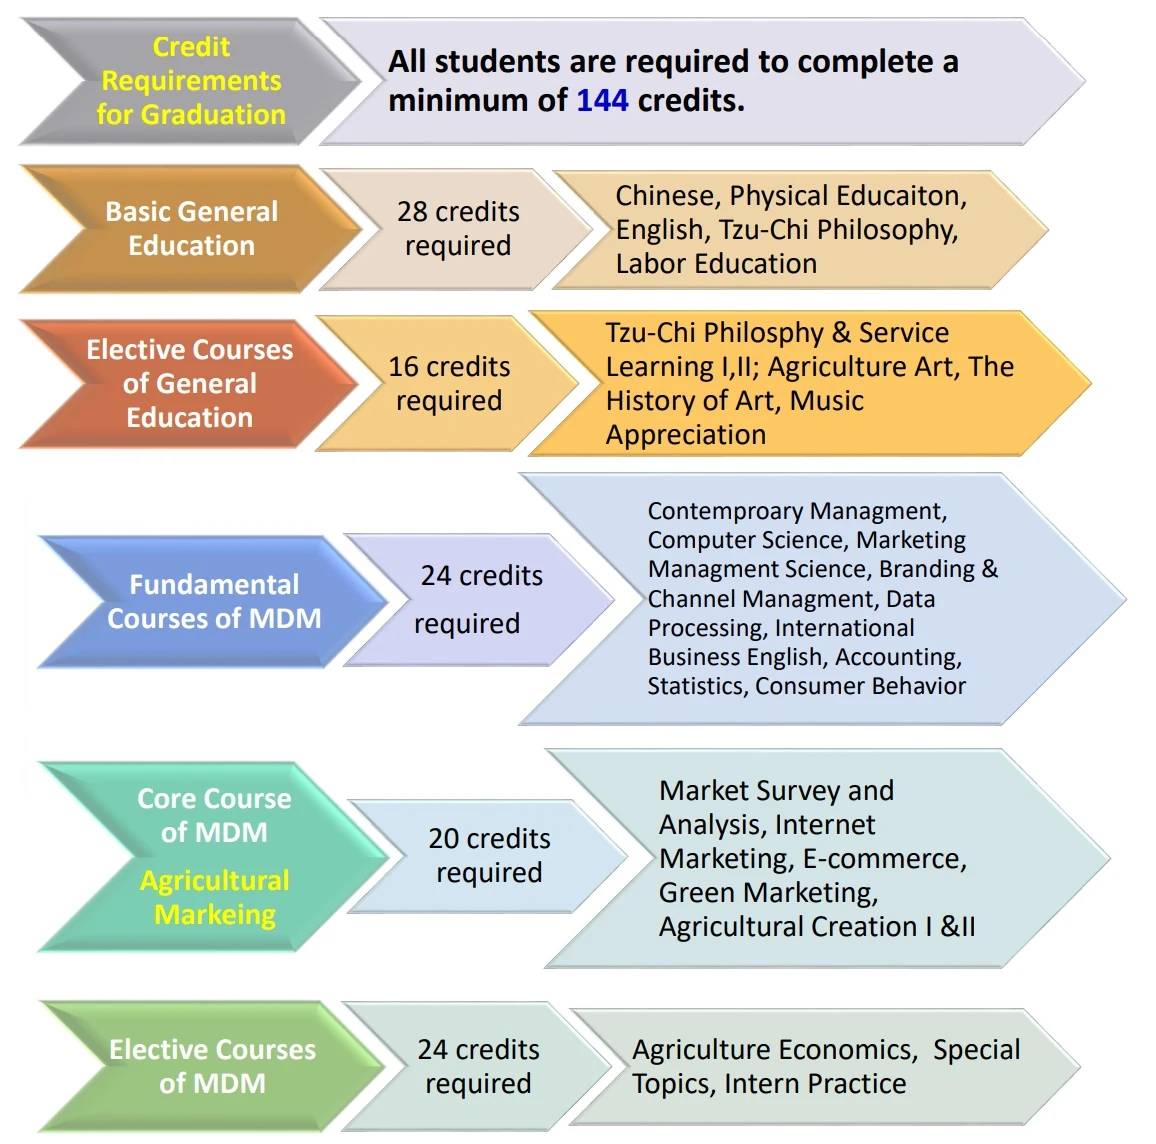 Credit
Requirements
for Graduation
All students are required to complete a
minimum of 144 credits.
Basic General
Education
28 credits
required
Chinese, Physical Educaiton,
English, Tzu-Chi Philosophy,
Labor Education
Elective Courses
of General
Education
16 credits
required
Tzu-Chi Philosphy & Service
Learning I,II; Agriculture Art, The
History of Art, Music
Appreciation
Fundamental
Courses of MDM
24 credits
required
Contemproary Managment,
Computer Science, Marketing
Managment Science, Branding &
Channel Managment, Data
Processing, International
Business English, Accounting,
Statistics, Consumer Behavior
Core Course
of MDM
Agricultural
Markeing
20 credits
required
Market Survey and
Analysis, Internet
Marketing, E-commerce,
Green Marketing,
Agricultural Creation I &II
Elective Courses
of MDM
24 credits
required
Agriculture Economics,  Special
Topics, Intern Practice